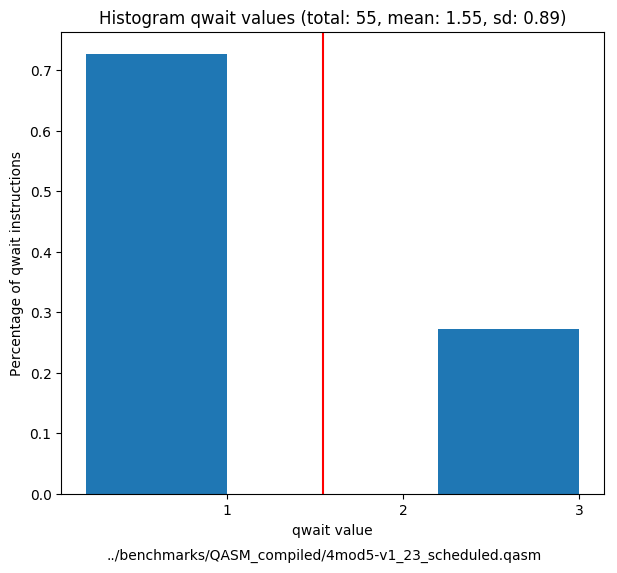 Histogram qwait values (total: 55, mean: 1.55, sd: 0.89)
Percentage of qwait instructions
0.7
0.6
0.5
0.4
0.3
0.2
0.1
0.0
1 2 3
qwait value
../benchmarks/QASM_compiled/4mod5-v1_23_scheduled.qasm